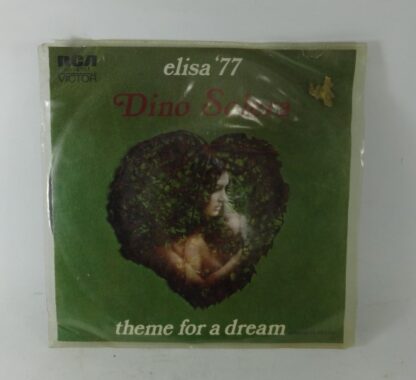 RCA
VICTOR
elisa '77
Dino Solera
theme for a dream